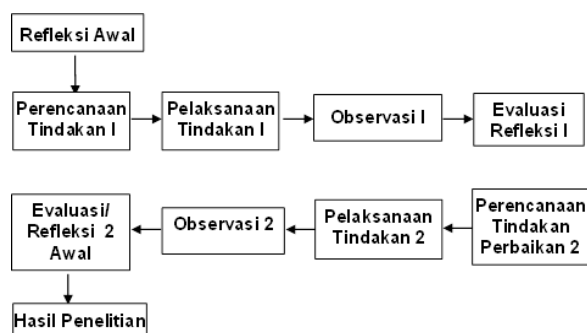 Refleksi Awal
Perencanaan
Tindakan I
Pelaksanaan
Tindakan I
Observasi I
Evaluasi
Refleksi I
Evaluasi/
Refleksi 2
Awal
Observasi 2
Pelaksanaan
Tindakan 2
Perencanaan
Tindakan
Perbaikan 2
Hasil Penelitian